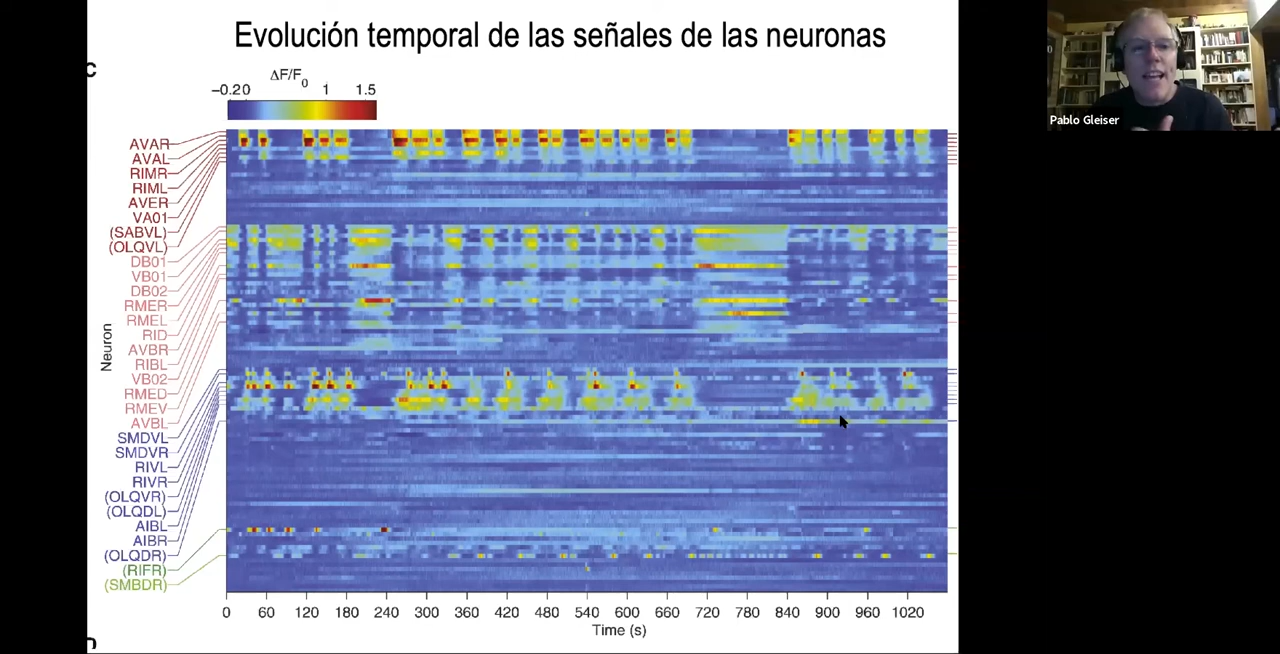 Evolución temporal de las señales de las neuronas
C
ΔF/F0
−0.20 1 1.5
Pablo Gleiser
AVAR
AVAL
RIMR
RIML
AVER
VA01
(SABVL)
(OLQVL)
DB01
VB01
DB02
RMER
RMEL
RID
AVBR
RIBL
VB02
RMED
RMEV
AVBL
SMDVL
SMDVR
RIVL
RIVR
(OLQVR)
(OLQDL)
AIBL
AIBR
(OLQDR)
(RIFR)
(SMBDR)
Neuron
0 60 120 180 240 300 360 420 480 540 600 660 720 780 840 900 960 1020
Time (s)